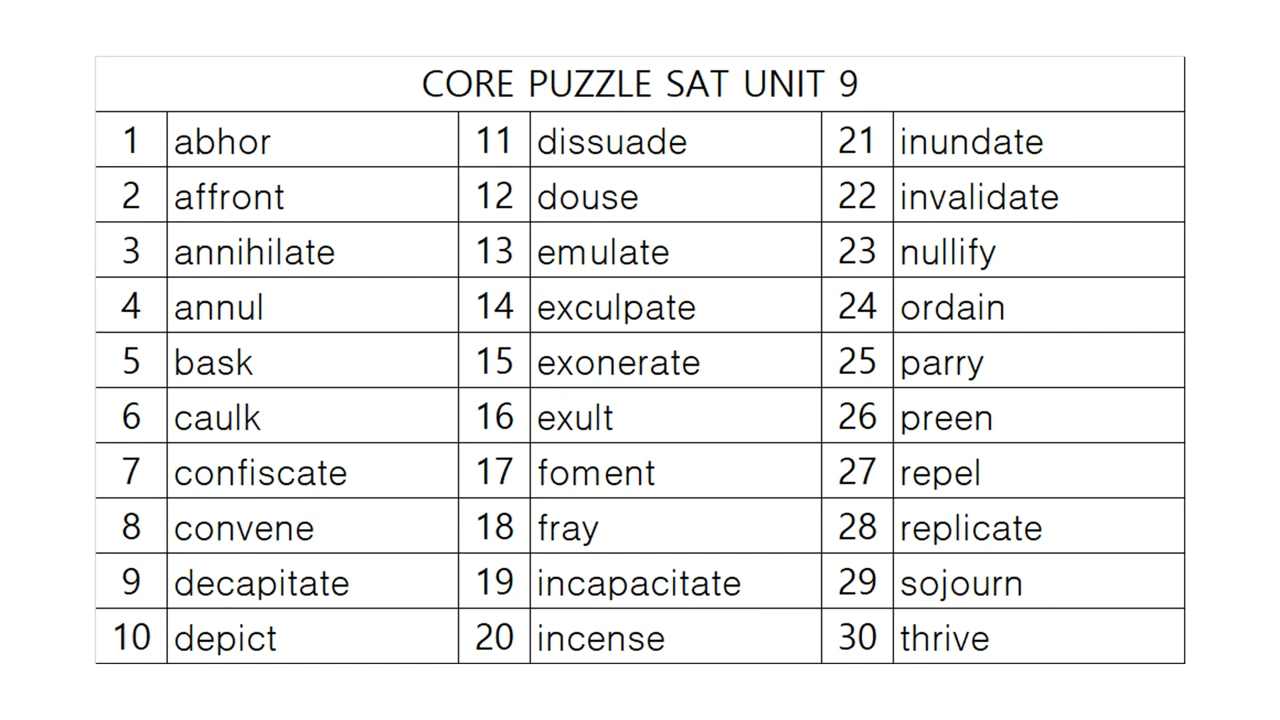 CORE PUZZLE SAT UNIT 9
1 abhor 11 dissuade 21 inundate
2 affront 12 douse 22 invalidate
3 annihilate 13 emulate 23 nullify
4 annul 14 exculpate 24 ordain
5 bask 15 exonerate 25 parry
6 caulk 16 exult 26 preen
7 confiscate 17 foment 27 repel
8 convene 18 fray 28 replicate
9 decapitate 19 incapacitate 29 sojourn
10 depict 20 incense 30 thrive